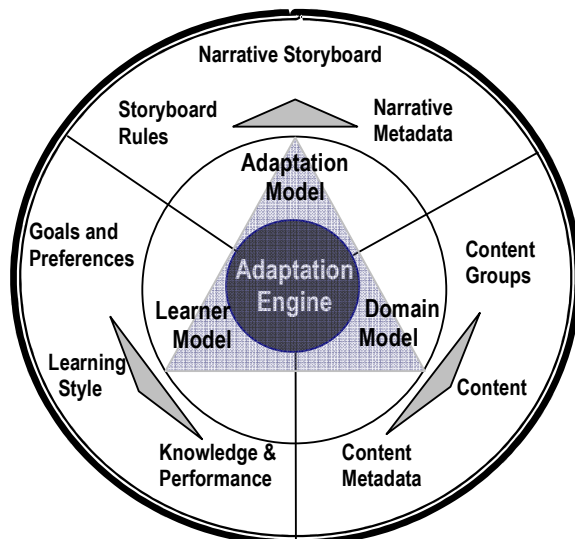 Narrative Storyboard
Storyboard
Rules
Narrative
Metadata
Adaptation
Model
Goals and
Preferences
Content
Groups
Adaptation
Engine
Learner
Model
Domain
Model
Learning
Style
Content
Knowledge &
Performance
Content
Metadata